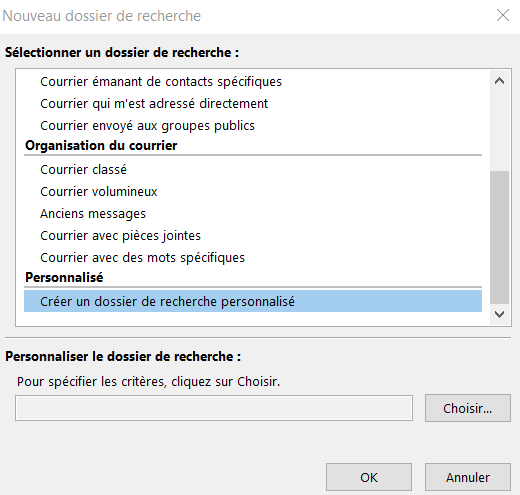 Nouveau dossier de recherche
Sélectionner un dossier de recherche :
Courrier émanant de contacts spécifiques
Courrier qui m'est adressé directement
Courrier envoyé aux groupes publics
Organisation du courrier
Courrier classé
Courrier volumineux
Anciens messages
Courrier avec pièces jointes
Courrier avec des mots spécifiques
Personnalisé
Créer un dossier de recherche personnalisé
Personnaliser le dossier de recherche :
Pour spécifier les critères, cliquez sur Choisir.
Choisir...
OK
Annuler